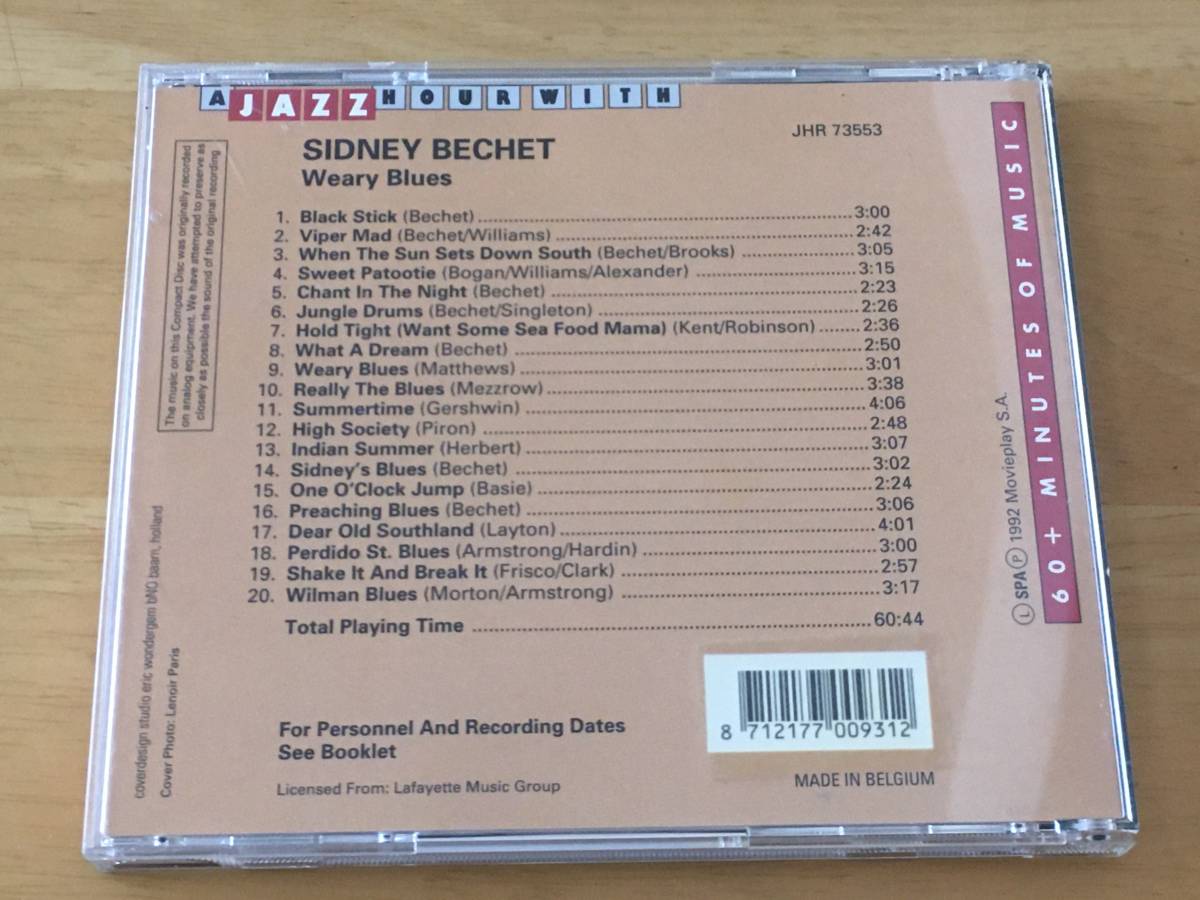 A JAZZ HOUR WITH
JHR 73553
SIDNEY BECHET
Weary Blues
1. Black Stick (Bechet) 3:00
2. Viper Mad (Bechet/Williams) 2:42
3. When The Sun Sets Down South (Bechet/Brooks) 3:05
4. Sweet Patootie (Bogan/Williams/Alexander) 3:15
5. Chant In The Night (Bechet) 2:23
6. Jungle Drums (Bechet/Singleton) 2:26
7. Hold Tight (Want Some Sea Food Mama) (Kent/Robinson) 2:36
8. What A Dream (Bechet) 2:50
9. Weary Blues (Matthews) 3:01
10. Really The Blues (Mezzrow) 3:38
11. Summertime (Gershwin) 4:06
12. High Society (Piron) 2:48
13. Indian Summer (Herbert) 3:07
14. Sidney's Blues (Bechet) 3:02
15. One O'Clock Jump (Basie) 2:24
16. Preaching Blues (Bechet) 3:06
17. Dear Old Southland (Layton) 4:01
18. Perdido St. Blues (Armstrong/Hardin) 3:00
19. Shake It And Break It (Frisco/Clark) 2:57
20. Wilman Blues (Morton/Armstrong) 3:17
Total Playing Time 60:44
For Personnel And Recording Dates
See Booklet
Licensed From: Lafayette Music Group
8 712177 009312
MADE IN BELGIUM
The music on this Compact Disc was originally recorded
on analog equipment. We have attempted to preserve as
closely as possible the sound of the original recording
coverdesign studio eric wondergem bNO baarn, holland
Cover Photo: Lenoir Paris
Ⓛ SPA Ⓟ 1992 Movieplay S.A.
60+ MINUTES OF MUSIC